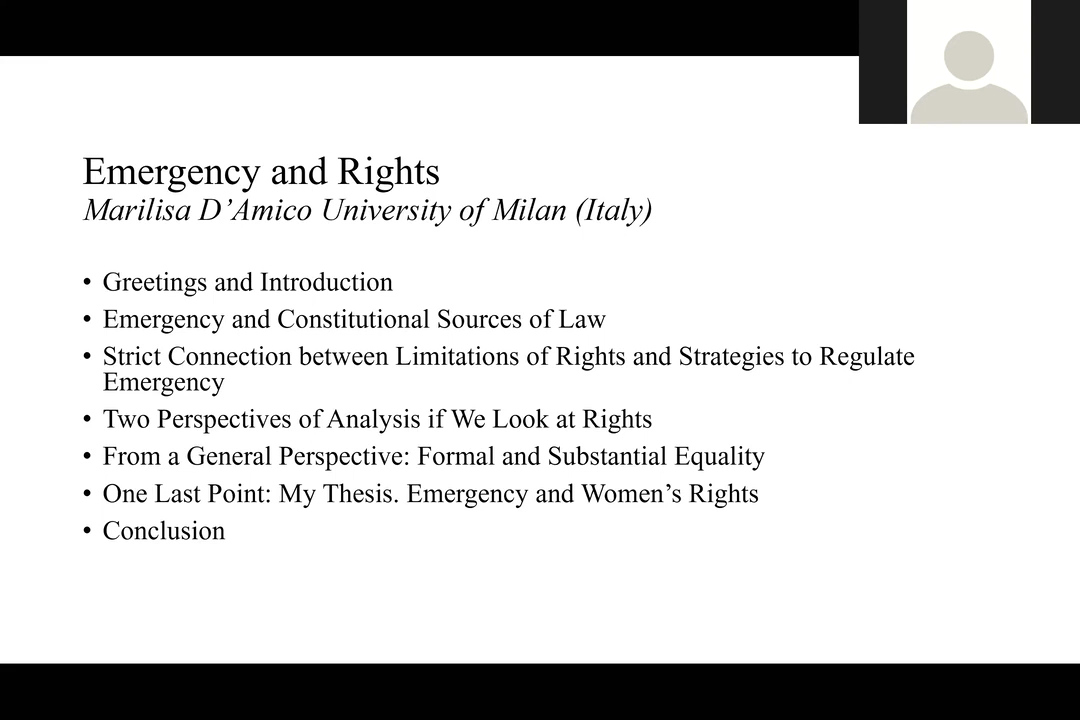 Emergency and Rights
Marilisa D’Amico University of Milan (Italy)
• Greetings and Introduction
• Emergency and Constitutional Sources of Law
• Strict Connection between Limitations of Rights and Strategies to Regulate
Emergency
• Two Perspectives of Analysis if We Look at Rights
• From a General Perspective: Formal and Substantial Equality
• One Last Point: My Thesis. Emergency and Women’s Rights
• Conclusion